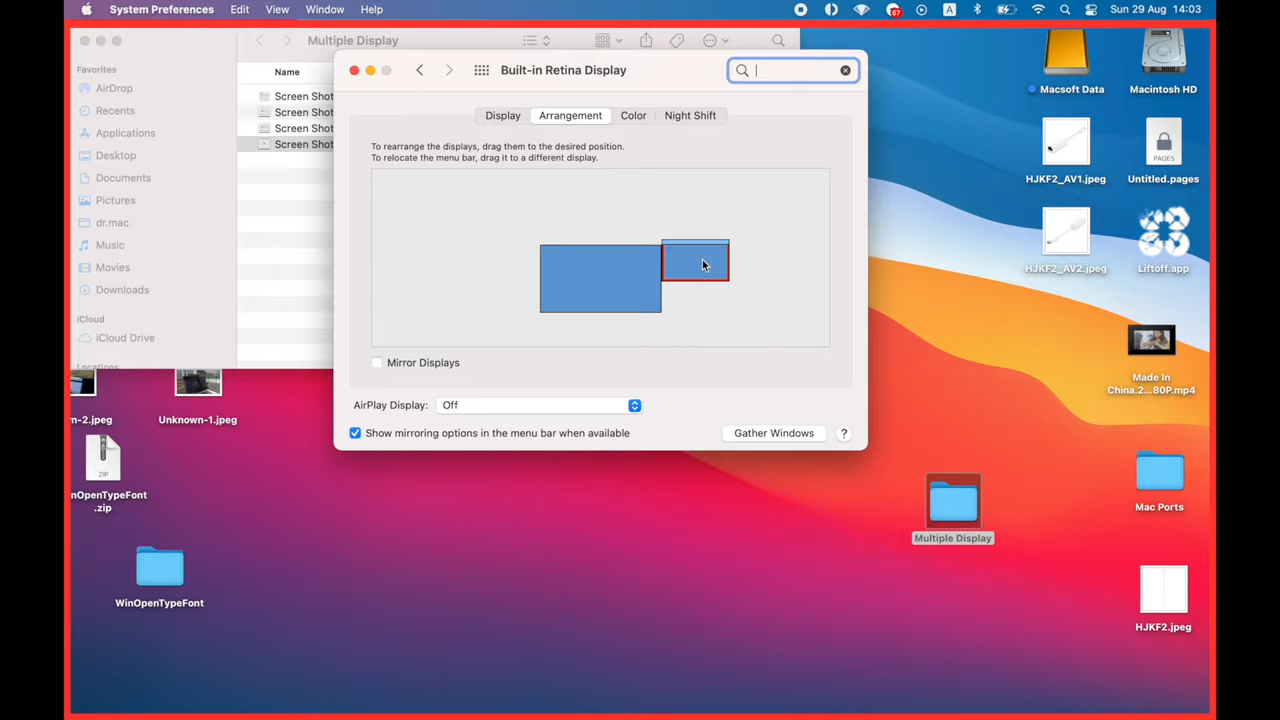 System Preferences Edit View Window Help
67
A
Sun 29 Aug 14:03
Multiple Display
Favorites
AirDrop
Recents
Applications
Desktop
Documents
Pictures
dr.mac
Music
Movies
Downloads
iCloud
iCloud Drive
Locations
Name
Screen Shot
Screen Shot
Screen Shot
Screen Shot
Built-in Retina Display
Display Arrangement Color Night Shift
To rearrange the displays, drag them to the desired position.
To relocate the menu bar, drag it to a different display.
Mirror Displays
AirPlay Display: Off
Show mirroring options in the menu bar when available
Gather Windows ?
Macsoft Data
Macintosh HD
HJKF2_AV1.jpeg
PAGES
Untitled.pages
HJKF2_AV2.jpeg
Liftoff.app
Made In
China.2...80P.mp4
Mac Ports
Multiple Display
HJKF2.jpeg
n-2.jpeg
Unknown-1.jpeg
ZIP
nOpenTypeFont
.zip
WinOpenTypeFont